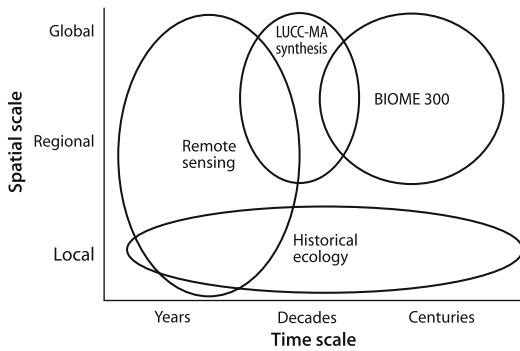 Global
LUCC-MA
synthesis
BIOME 300
Spatial scale
Regional
Remote
sensing
Local
Historical
ecology
Years
Decades
Centuries
Time scale